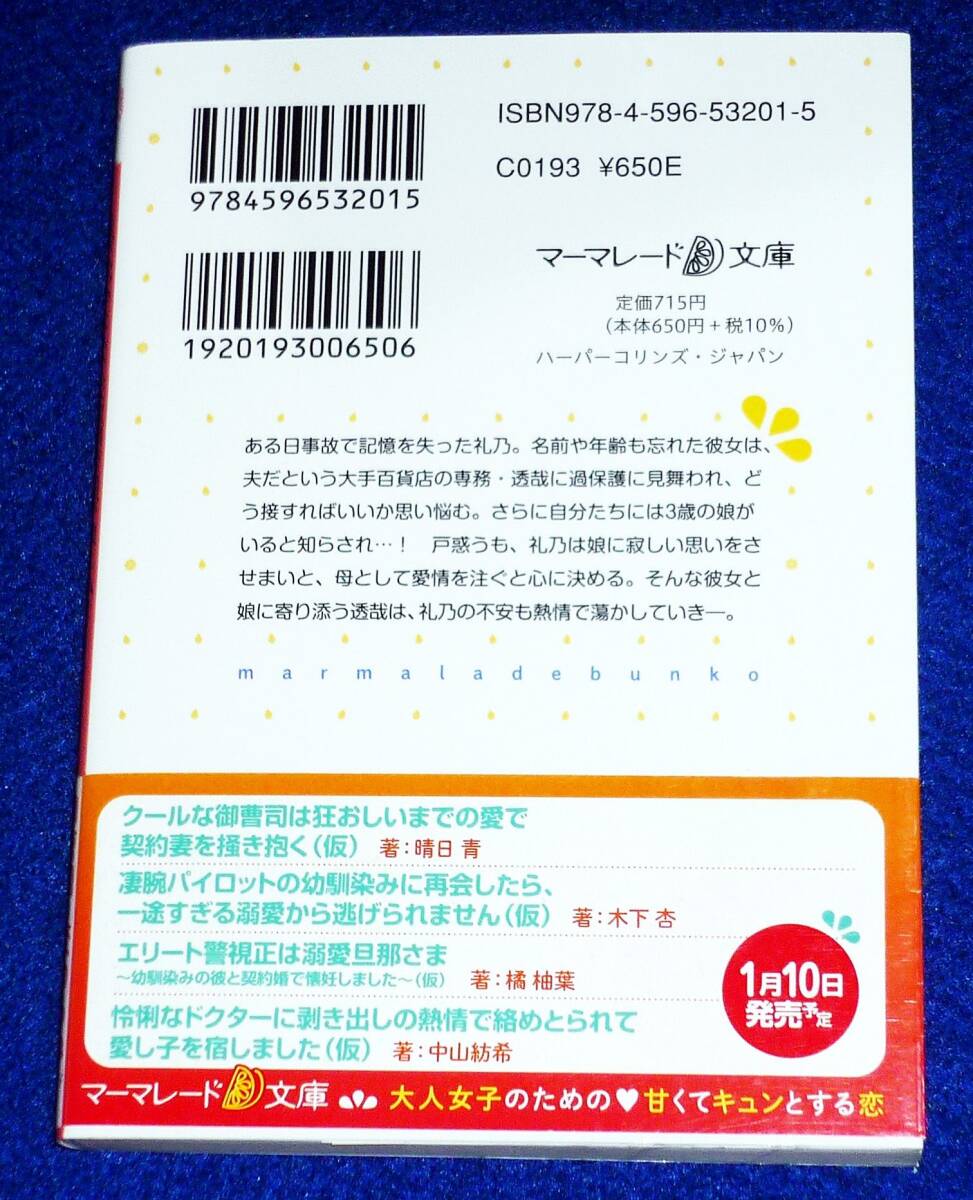 ISBN978-4-596-53201-5
C0193 ¥650E
9784596532015
1920193006506
マーマレード文庫
定価715円
(本体650円+税10%)
ハーパーコリンズ・ジャパン
ある日事故で記憶を失った礼乃。名前や年齢も忘れた彼女は、
夫だという大手百貨店の専務・透哉に過保護に見舞われ、ど
う接すればいいか思い悩む。さらに自分たちには3歳の娘が
いると知らされ…！ 戸惑うも、礼乃は娘に寂しい思いをさ
せまいと、母として愛情を注ぐと心に決める。そんな彼女と
娘に寄り添う透哉は、礼乃の不安も熱情で蕩かしていき―。
marmaladebunko
クールな御曹司は狂おしいまでの愛で
契約妻を掻き抱く(仮) 著:晴日 青
凄腕パイロットの幼馴染みに再会したら、
一途すぎる溺愛から逃げられません(仮) 著:木下 杏
エリート警視正は溺愛旦那さま
~幼馴染みの彼と契約婚で懐妊しました~(仮) 著:橘 柚葉
怜悧なドクターに剥き出しの熱情で絡めとられて
愛し子を宿しました(仮) 著:中山紡希
1月10日
発売予定
マーマレード文庫 大人女子のための♥甘くてキュンとする恋